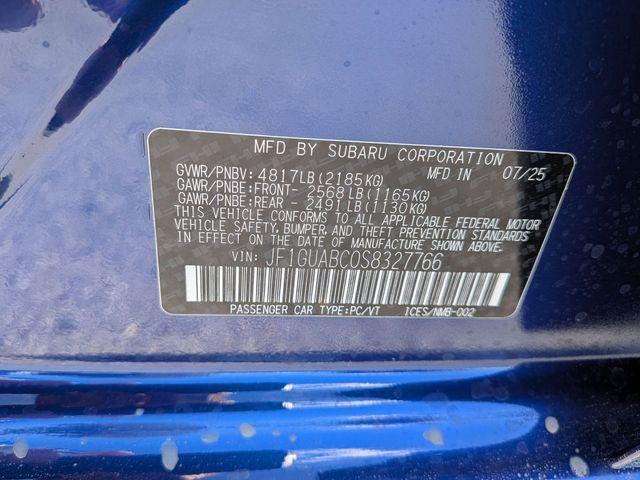 MFD BY SUBARU CORPORATION
GVWR/PNBV: 4817LB(2185KG) MFD IN 07/25
GAWR/PNBE: FRONT- 2568LB(1165KG)
GAWR/PNBE: REAR - 2491LB(1130KG)
THIS VEHICLE CONFORMS TO ALL APPLICABLE FEDERAL MOTOR
VEHICLE SAFETY, BUMPER, AND THEFT PREVENTION STANDARDS
IN EFFECT ON THE DATE OF MANUFACTURE SHOWN ABOVE.
VIN: JF1GUABC0S8327766
PASSENGER CAR TYPE:PC/VT ICES/NMB-002